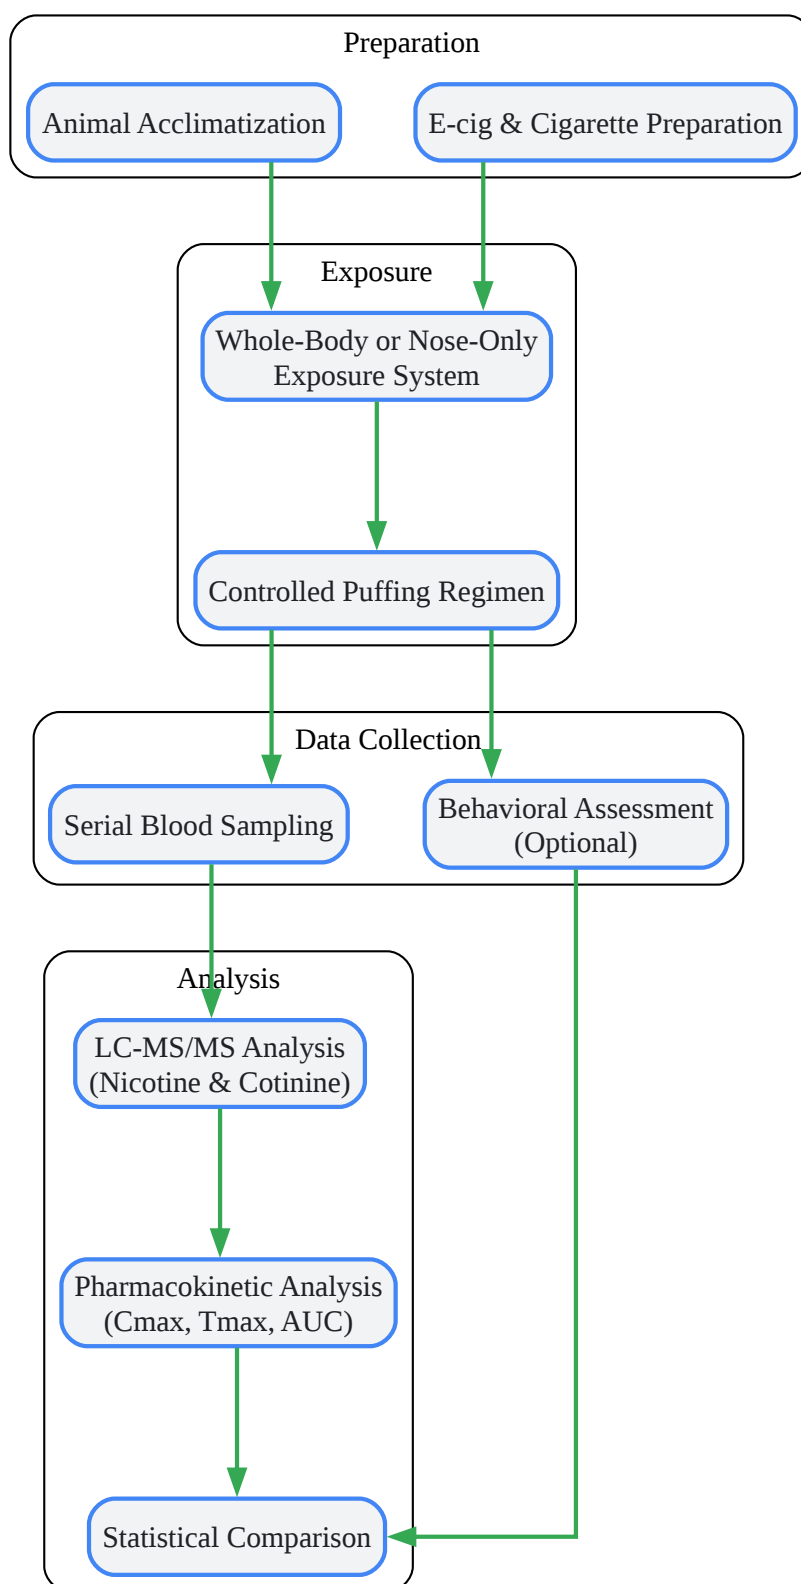 Preparation
Animal Acclimatization
E-cig & Cigarette Preparation
Exposure
Whole-Body or Nose-Only
Exposure System
Controlled Puffing Regimen
Data Collection
Serial Blood Sampling
Behavioral Assessment
(Optional)
Analysis
LC-MS/MS Analysis
(Nicotine & Cotinine)
Pharmacokinetic Analysis
(Cmax, Tmax, AUC)
Statistical Comparison